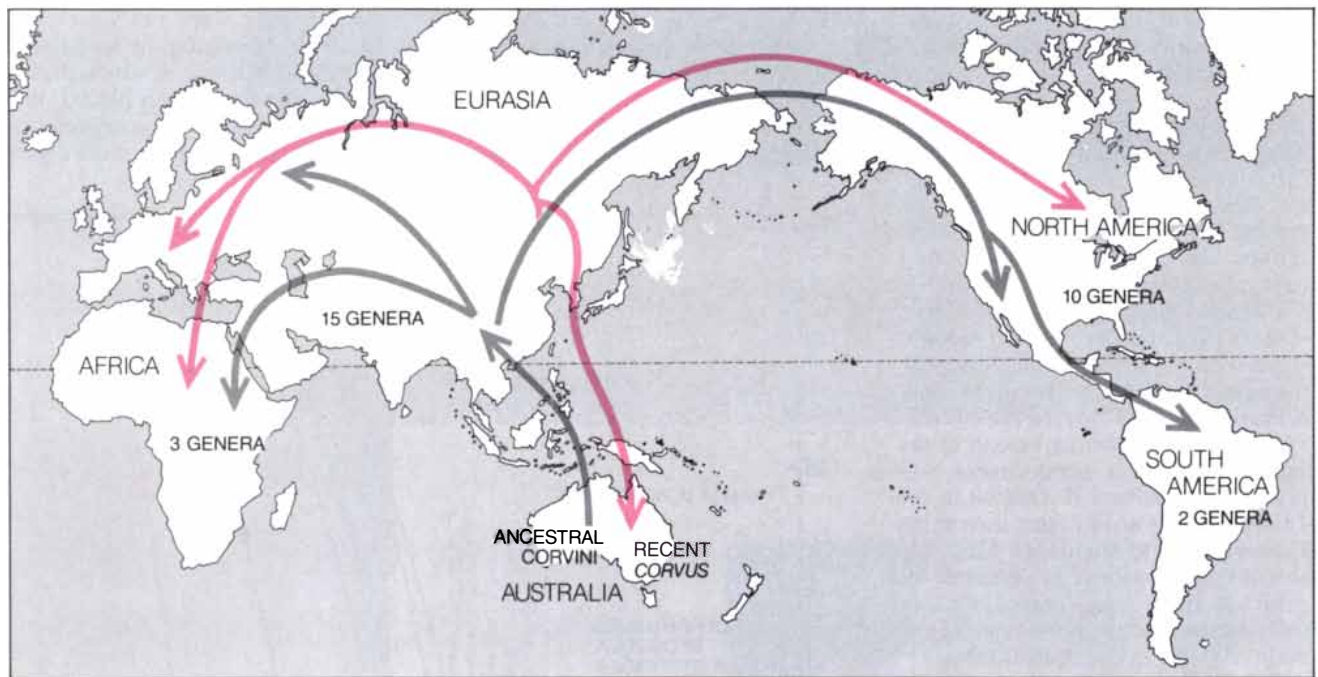 EURASIA
NORTH AMERICA
10 GENERA
15 GENERA
AFRICA
3 GENERA
SOUTH
AMERICA
2 GENERA
ANCESTRAL
CORVINI
RECENT
CORVUS
AUSTRALIA